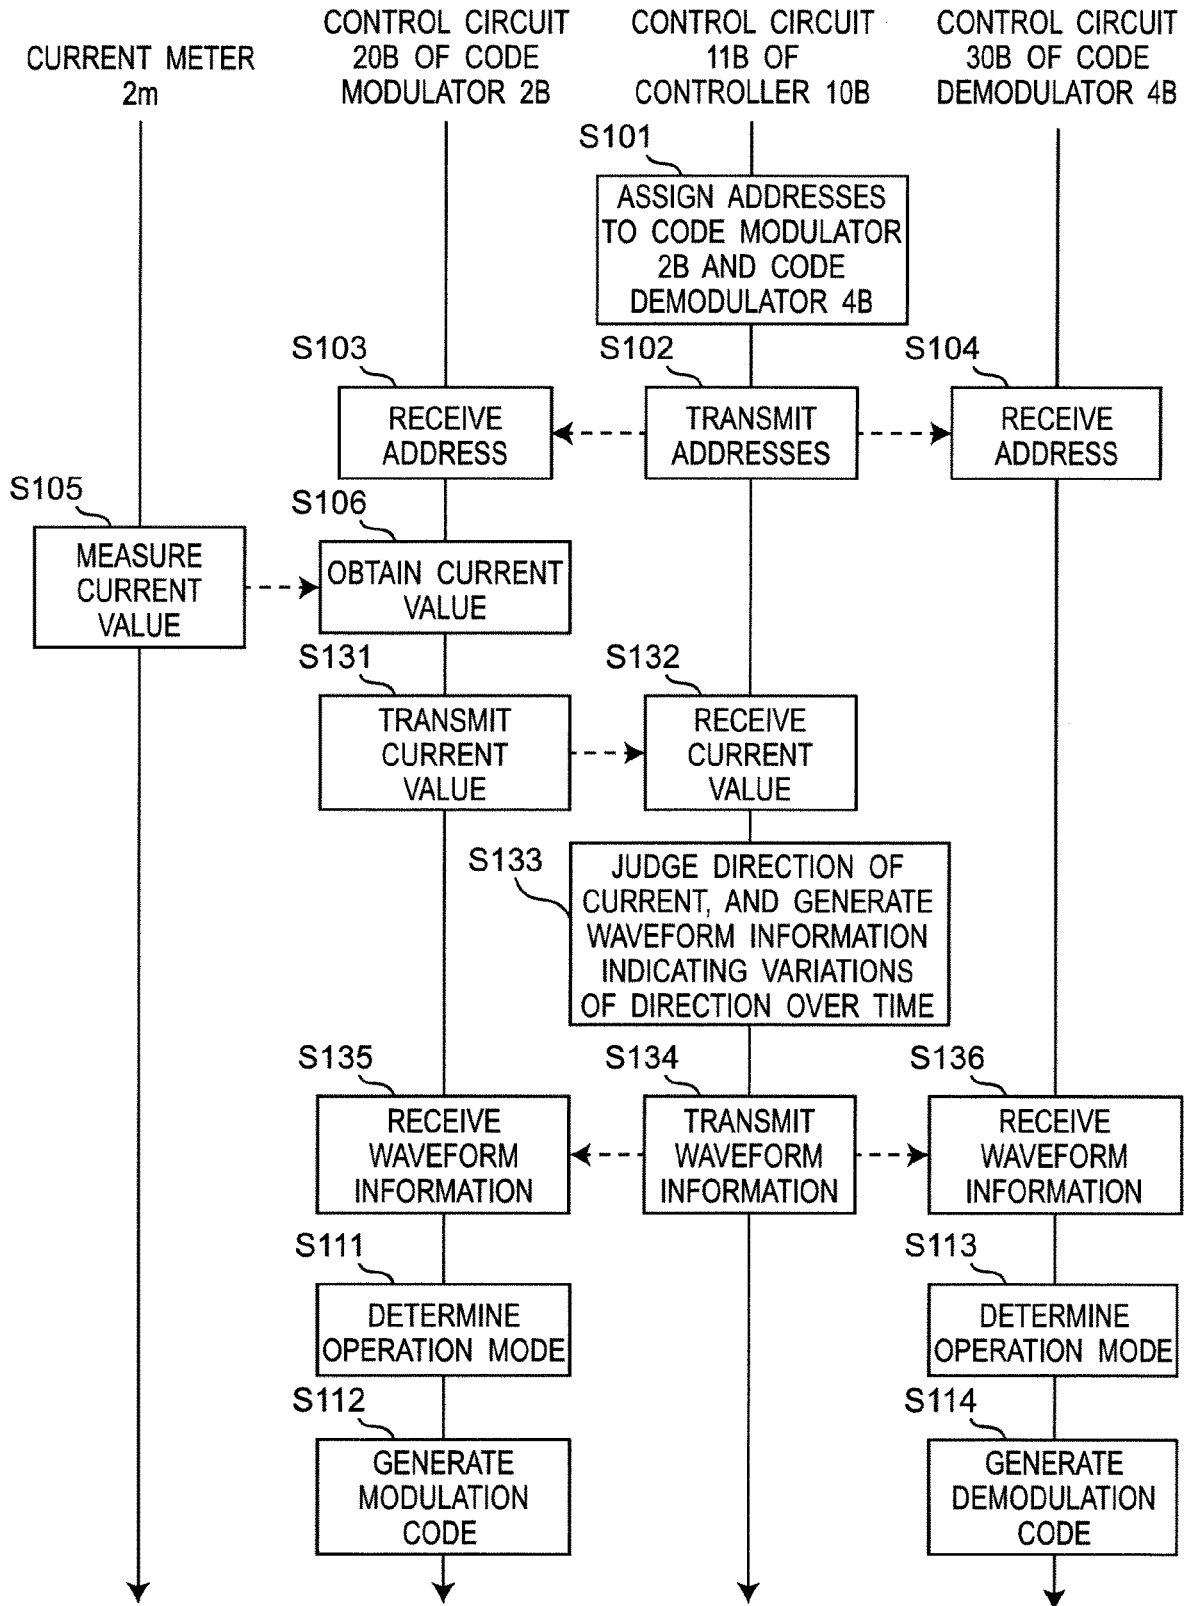 CURRENT METER
2m
CONTROL CIRCUIT
20B OF CODE
MODULATOR 2B
CONTROL CIRCUIT
11B OF
CONTROLLER 10B
CONTROL CIRCUIT
30B OF CODE
DEMODULATOR 4B
S101
ASSIGN ADDRESSES
TO CODE MODULATOR
2B AND CODE
DEMODULATOR 4B
S103
RECEIVE
ADDRESS
S102
TRANSMIT
ADDRESSES
S104
RECEIVE
ADDRESS
S105
MEASURE
CURRENT
VALUE
S106
OBTAIN CURRENT
VALUE
S131
TRANSMIT
CURRENT
VALUE
S132
RECEIVE
CURRENT
VALUE
S133
JUDGE DIRECTION OF
CURRENT, AND GENERATE
WAVEFORM INFORMATION
INDICATING VARIATIONS
OF DIRECTION OVER TIME
S135
RECEIVE
WAVEFORM
INFORMATION
S134
TRANSMIT
WAVEFORM
INFORMATION
S136
RECEIVE
WAVEFORM
INFORMATION
S111
DETERMINE
OPERATION MODE
S113
DETERMINE
OPERATION MODE
S112
GENERATE
MODULATION
CODE
S114
GENERATE
DEMODULATION
CODE